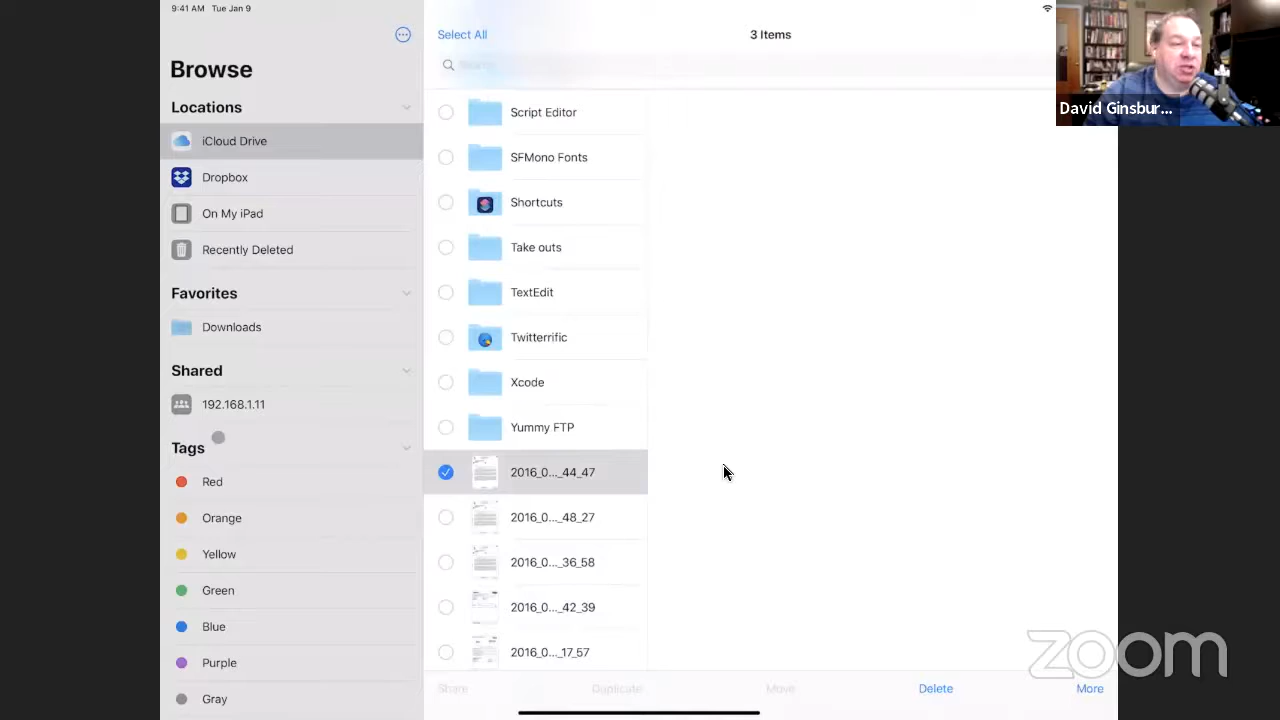 9:41 AM Tue Jan 9
Browse
Locations
iCloud Drive
Dropbox
On My iPad
Recently Deleted
Favorites
Downloads
Shared
192.168.1.11
Tags
Red
Orange
Yellow
Green
Blue
Purple
Gray
Select All
3 Items
Search
Script Editor
SFMono Fonts
Shortcuts
Take outs
TextEdit
Twitterrific
Xcode
Yummy FTP
2016_0..._44_47
2016_0..._48_27
2016_0..._36_58
2016_0..._42_39
2016_0..._17_57
Share
Duplicate
Move
Delete
More
David Ginsbur...
zoom